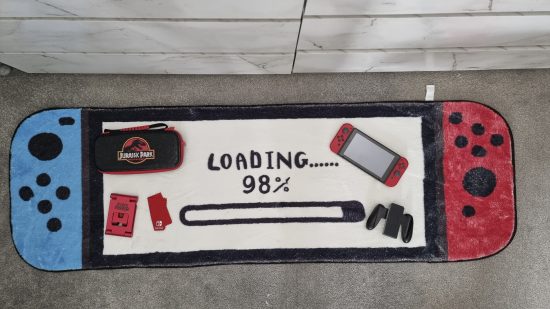 JURASSIC PARK
LOADING......
98%